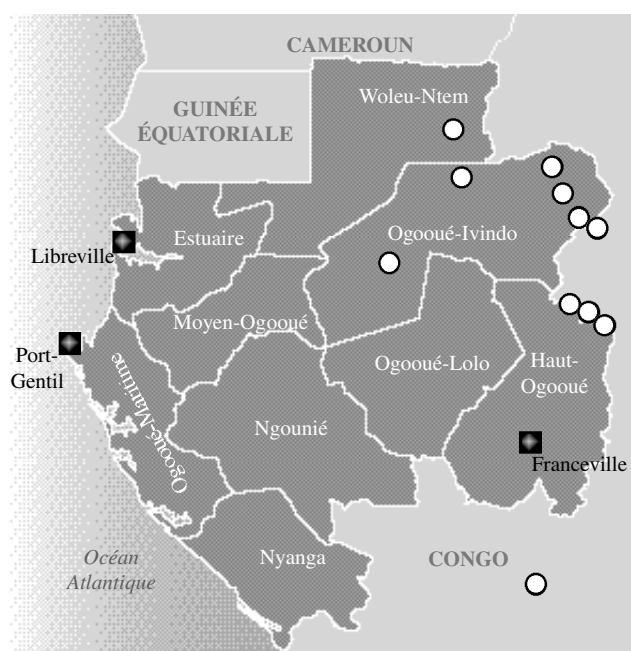 CAMEROUN
Woleu-Ntem
GUINÉE
ÉQUATORIALE
Estuaire
Ogooué-Ivindo
Libreville
Moyen-Ogooué
Port-
Gentil
Ogooué-Lolo
Haut-
Ogooué
Ogooué-Maritime
Ngounié
Franceville
Nyanga
CONGO
Océan
Atlantique